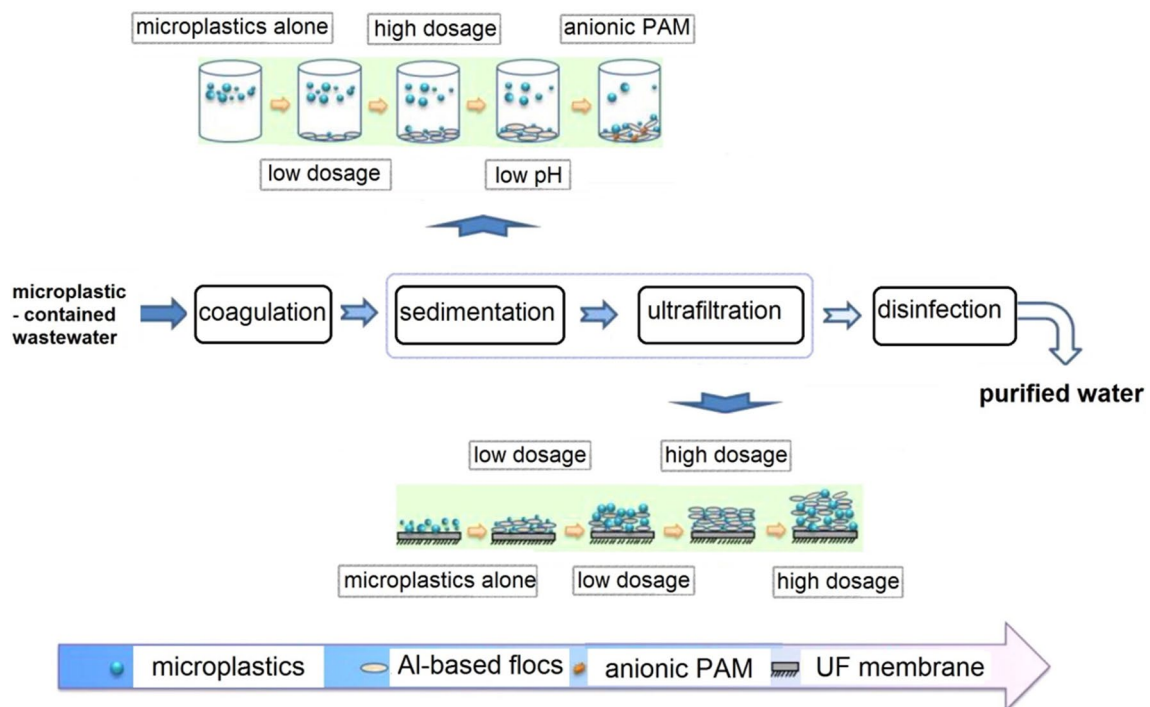 microplastics alone
high dosage
anionic PAM
low dosage
low pH
microplastic
- contained
wastewater
coagulation
sedimentation
ultrafiltration
disinfection
purified water
low dosage
high dosage
microplastics alone
low dosage
high dosage
microplastics
Al-based flocs
anionic PAM
UF membrane